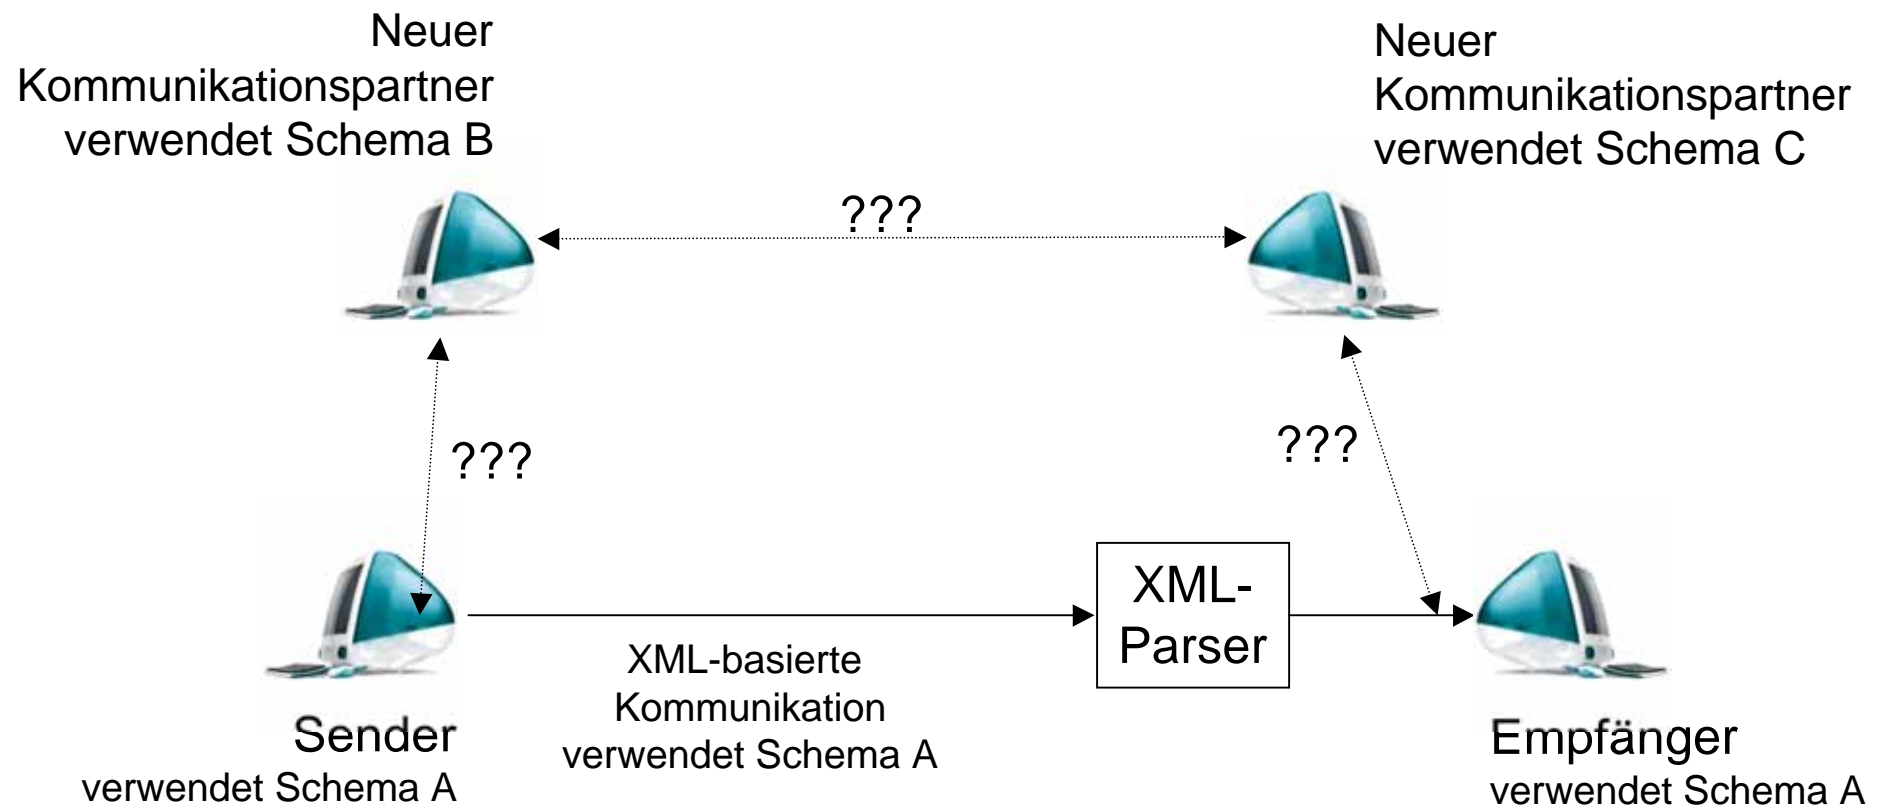 Neuer
Kommunikationspartner
verwendet Schema B
Neuer
Kommunikationspartner
verwendet Schema C
???
???
???
XML-
Parser
XML-basierte
Kommunikation
verwendet Schema A
Sender
verwendet Schema A
Empfänger
verwendet Schema A